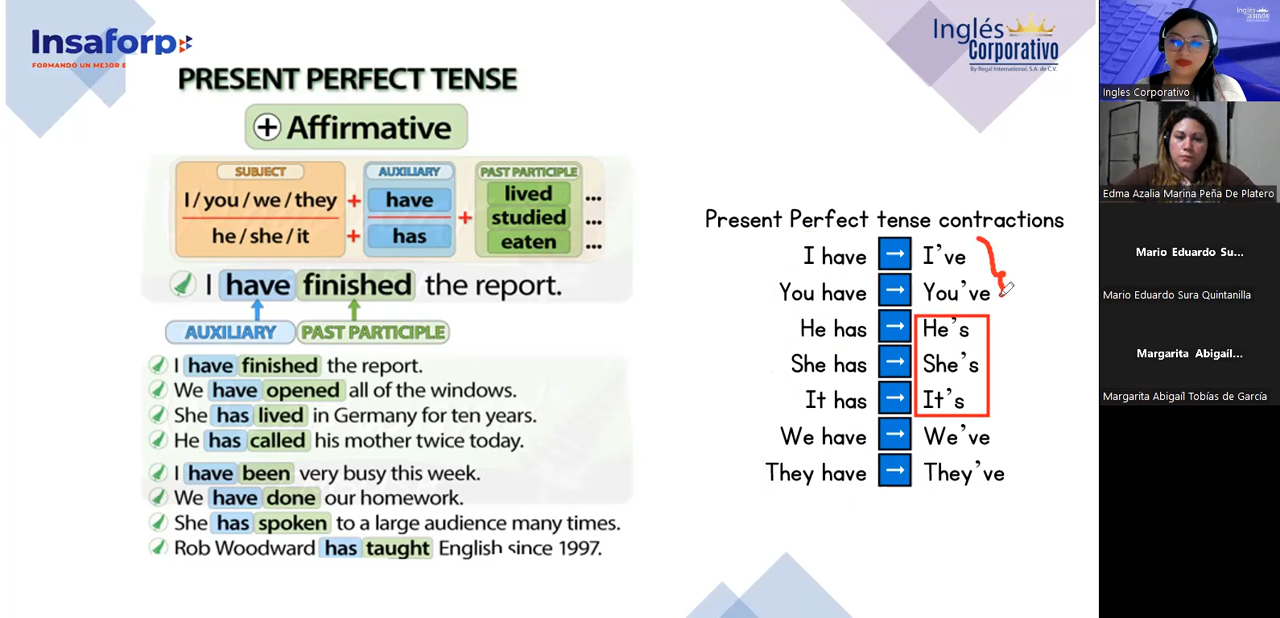 Insaforp
FORMANDO UN MEJOR E
Inglés
Corporativo
By Regal International, S.A. de C.V.
PRESENT PERFECT TENSE
+ Affirmative
SUBJECT AUXILIARY PAST PARTICIPLE
I / you / we / they + have lived ...
+ studied ...
he / she / it + has eaten ...
I have finished the report.
AUXILIARY PAST PARTICIPLE
I have finished the report.
We have opened all of the windows.
She has lived in Germany for ten years.
He has called his mother twice today.
I have been very busy this week.
We have done our homework.
She has spoken to a large audience many times.
Rob Woodward has taught English since 1997.
Present Perfect tense contractions
I have → I've
You have → You've
He has → He's
She has → She's
It has → It's
We have → We've
They have → They've
Ingles Corporativo
Edma Azalia Marina Peña De Platero
Mario Eduardo Su...
Mario Eduardo Sura Quintanilla
Margarita Abigaíl...
Margarita Abigail Tobías de García